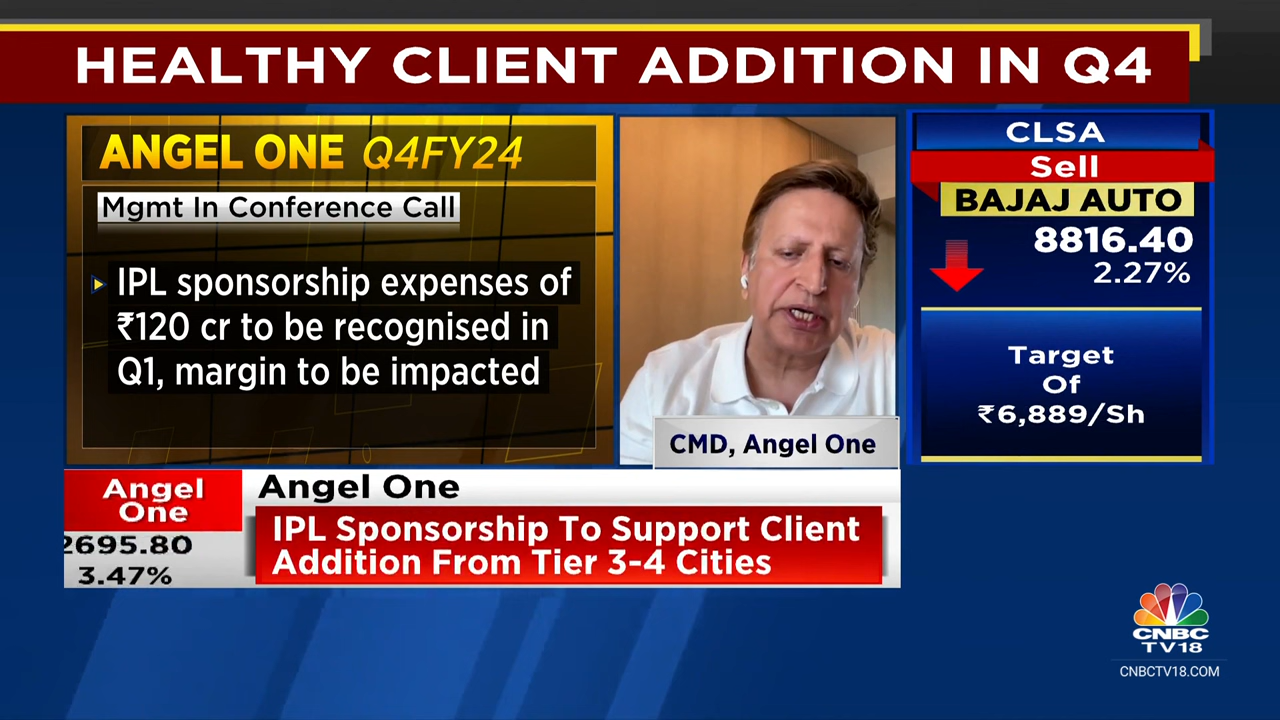 HEALTHY CLIENT ADDITION IN Q4
ANGEL ONE Q4FY24
Mgmt In Conference Call
IPL sponsorship expenses of
₹120 cr to be recognised in
Q1, margin to be impacted
CMD, Angel One
CLSA
Sell
BAJAJ AUTO
8816.40
2.27%
Target
Of
₹6,889/Sh
Angel
One
2695.80
3.47%
Angel One
IPL Sponsorship To Support Client
Addition From Tier 3-4 Cities
CNBC
TV18
CNBCTV18.COM